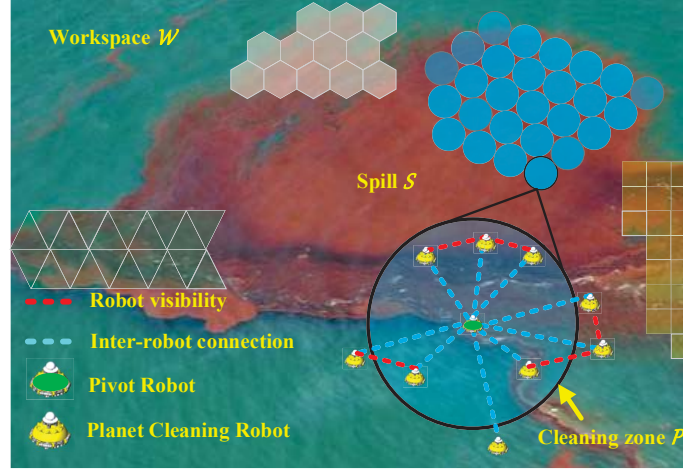 Workspace 𝒲
Spill 𝒮
Robot visibility
Inter-robot connection
Pivot Robot
Planet Cleaning Robot
Cleaning zone 𝒫